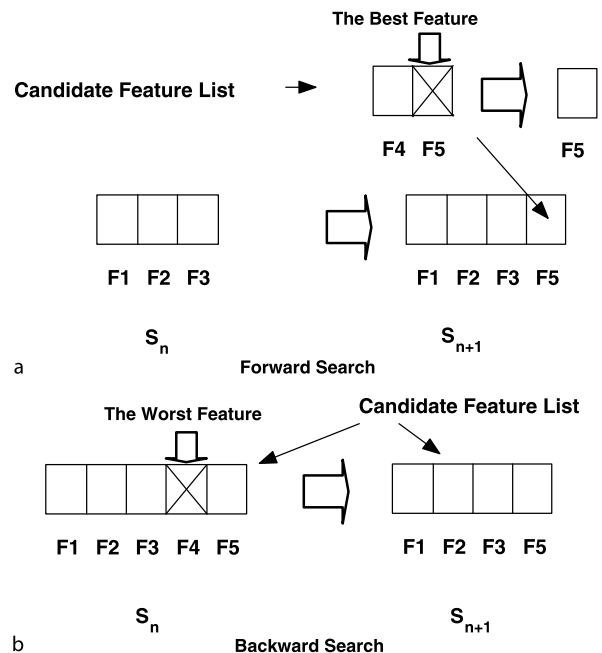 The Best Feature
Candidate Feature List
F4 F5
F5
F1 F2 F3
F1 F2 F3 F5
Sn
Sn+1
a
Forward Search
The Worst Feature
Candidate Feature List
F1 F2 F3 F4 F5
F1 F2 F3 F5
Sn
Sn+1
b
Backward Search